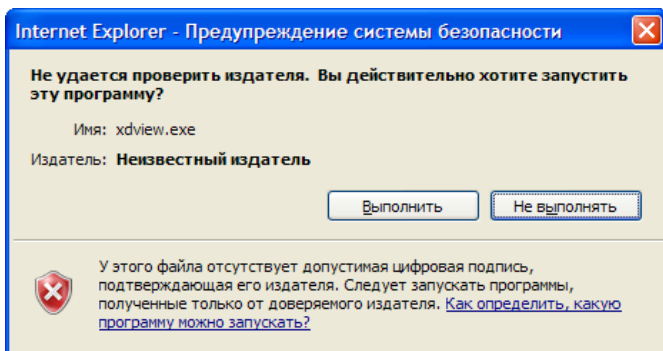 Internet Explorer - Предупреждение системы безопасности
Не удается проверить издателя. Вы действительно хотите запустить
эту программу?
Имя: xdview.exe
Издатель: Неизвестный издатель
Выполнить Не выполнять
У этого файла отсутствует допустимая цифровая подпись,
подтверждающая его издателя. Следует запускать программы,
полученные только от доверяемого издателя. Как определить, какую
программу можно запускать?